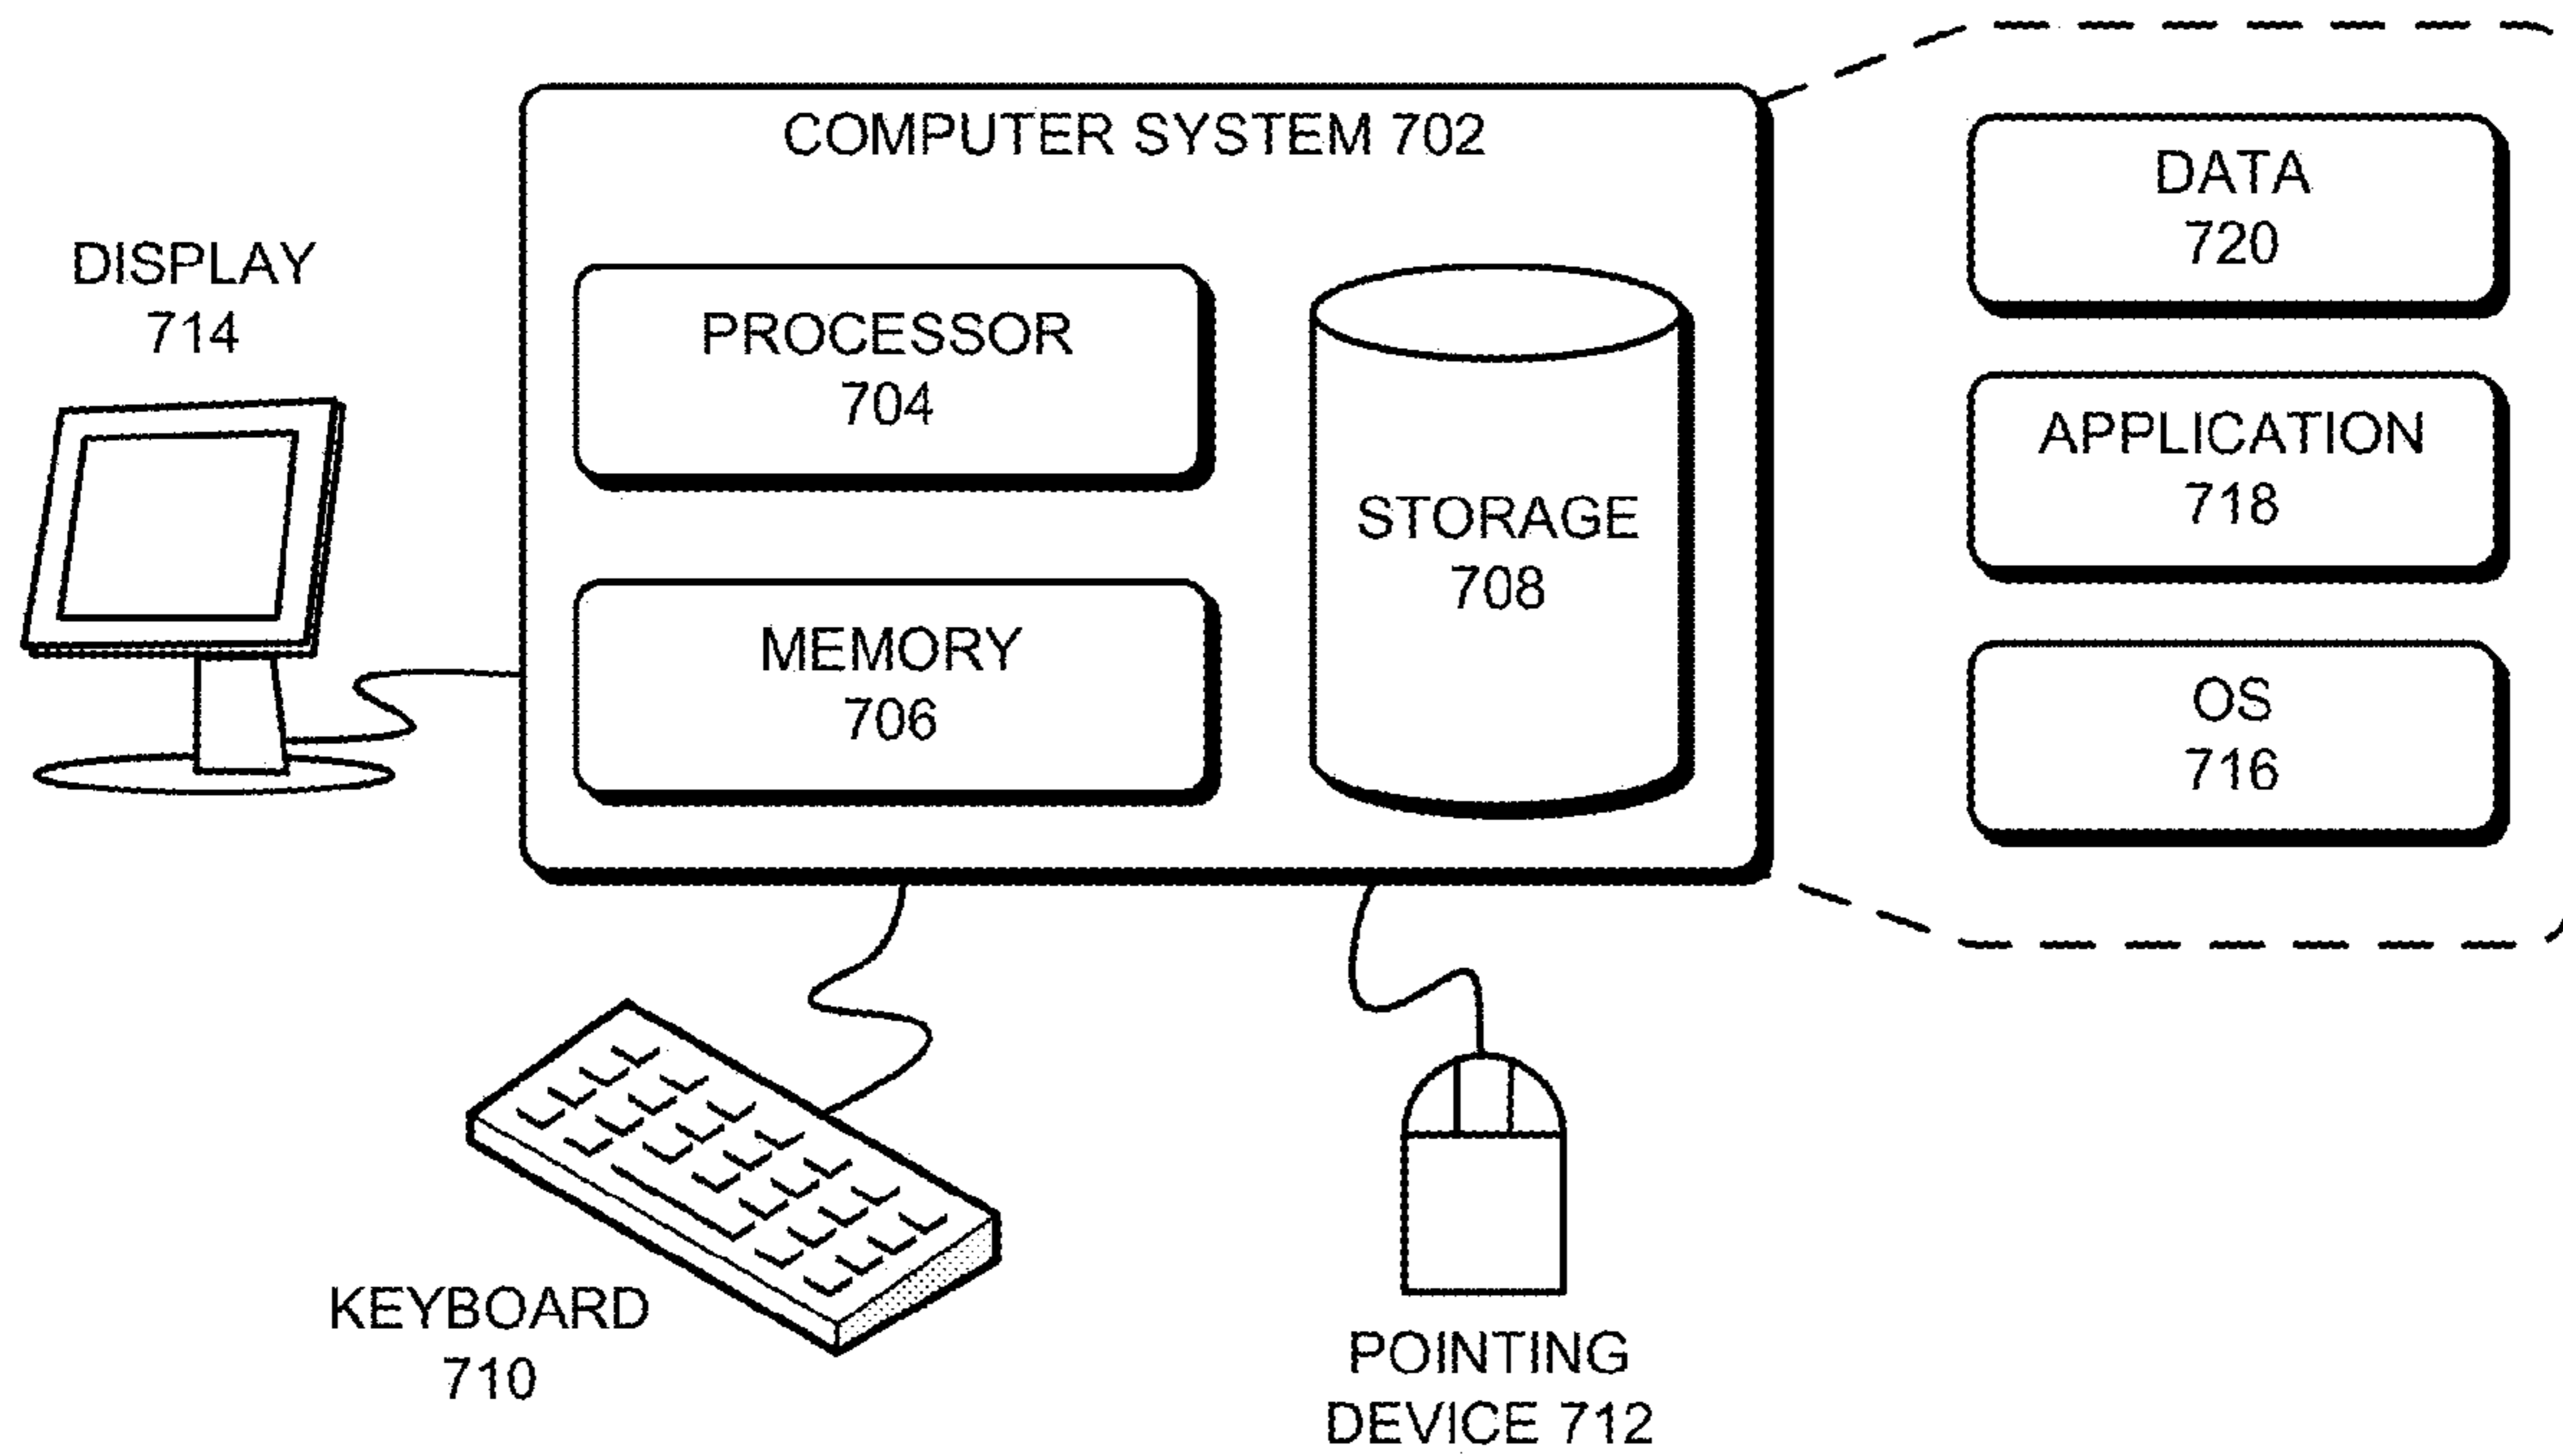 COMPUTER SYSTEM 702
DISPLAY
714
PROCESSOR
704
MEMORY
706
STORAGE
708
DATA
720
APPLICATION
718
OS
716
KEYBOARD
710
POINTING
DEVICE 712